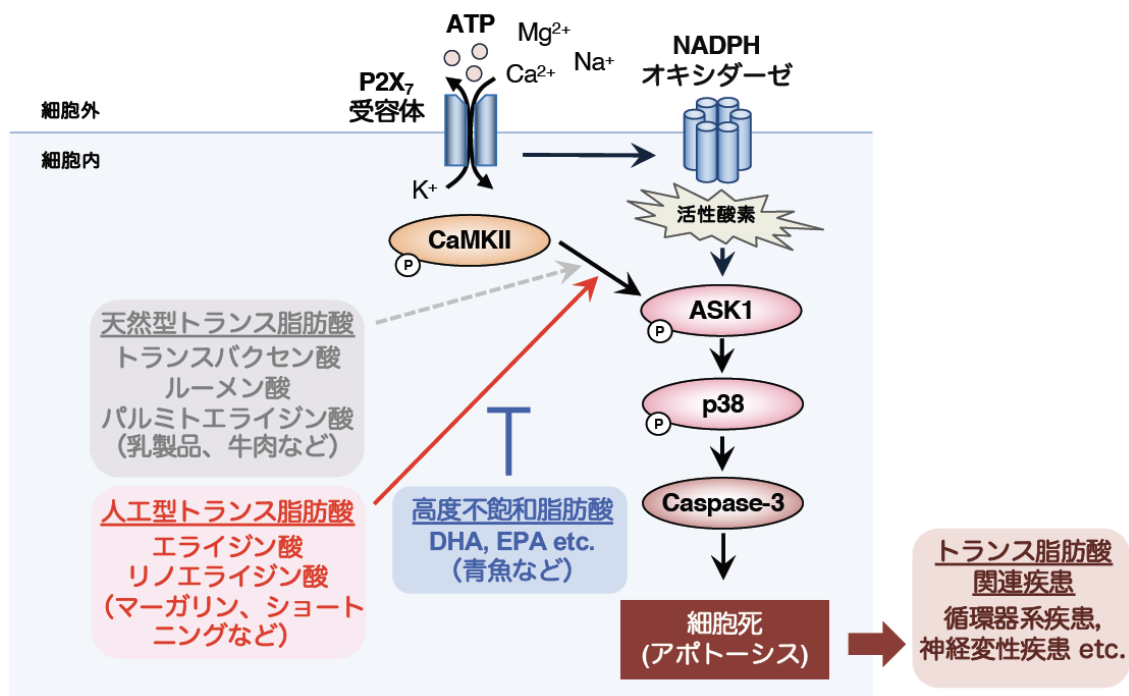 ATP
Mg²⁺
Ca²⁺
Na⁺
NADPH
オキシダーゼ
P2X₇
受容体
細胞外
細胞内
K⁺
活性酸素
CaMKII
P
ASK1
P
p38
P
Caspase-3
天然型トランス脂肪酸
トランスバクセン酸
ルーメン酸
パルミトエライジン酸
(乳製品、牛肉など)
人工型トランス脂肪酸
エライジン酸
リノエライジン酸
(マーガリン、ショート
ニングなど)
高度不飽和脂肪酸
DHA, EPA etc.
(青魚など)
細胞死
(アポトーシス)
トランス脂肪酸
関連疾患
循環器系疾患,
神経変性疾患 etc.